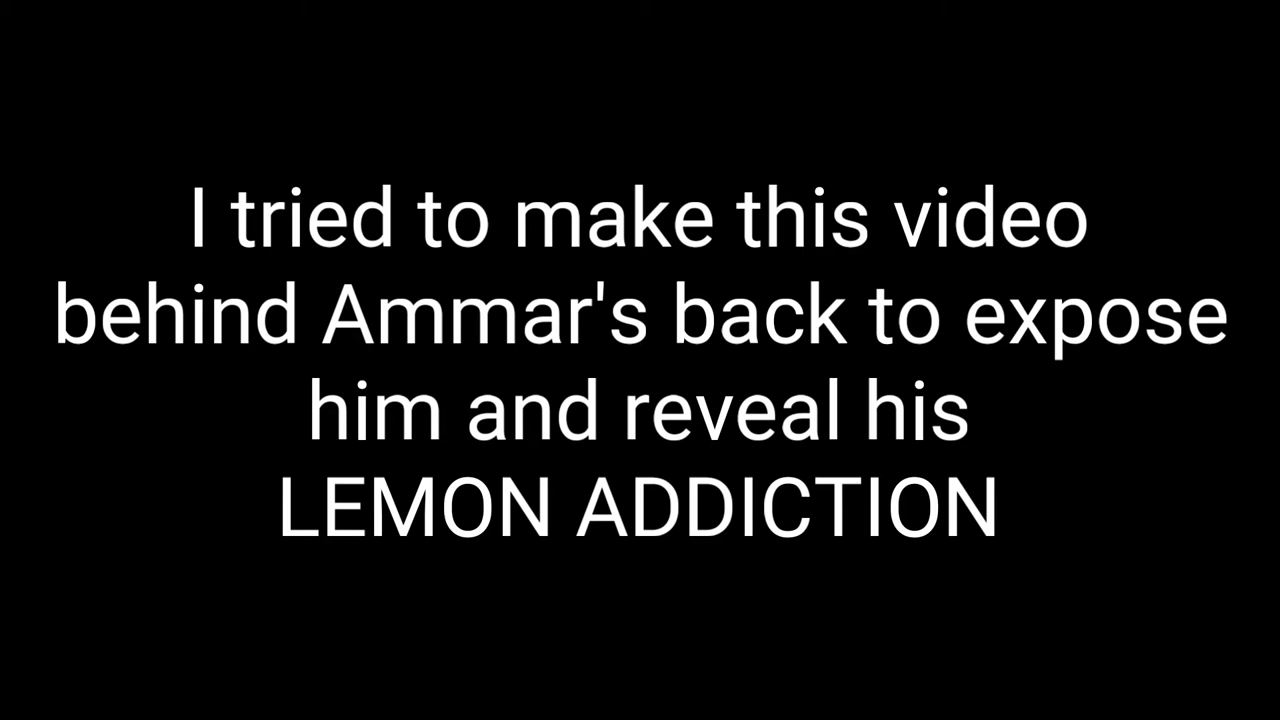 I tried to make this video
behind Ammar's back to expose
him and reveal his
LEMON ADDICTION